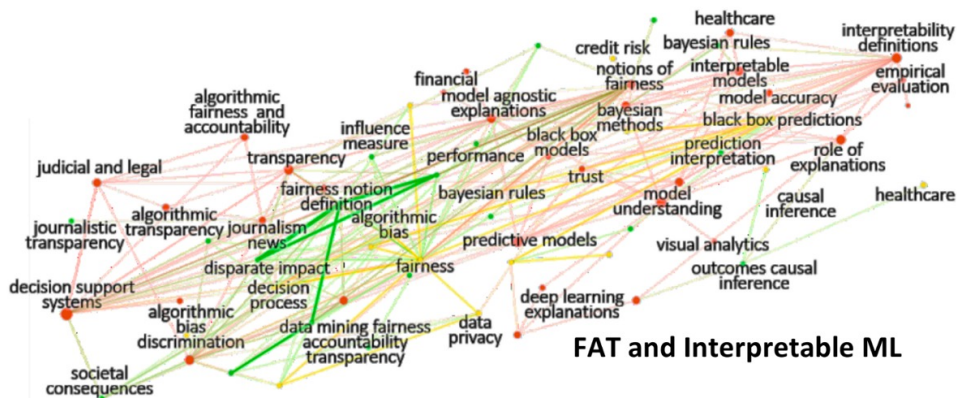 healthcare
credit risk
bayesian rules
interpretability
definitions
notions of
fairness
interpretable
models
empirical
evaluation
financial
model agnostic
explanations
model accuracy
algorithmic
fairness and
accountability
influence
measure
bayesian
methods
black box predictions
black box
models
prediction
interpretation
role of
explanations
judicial and legal
transparency
performance
trust
fairness notion
definition
bayesian rules
model
understanding
causal
inference
healthcare
journalistic
transparency
algorithmic
transparency
journalism
news
algorithmic
bias
predictive models
visual analytics
disparate impact
fairness
outcomes causal
inference
decision support
systems
decision
process
deep learning
explanations
algorithmic
bias
discrimination
data mining fairness
accountability
transparency
data
privacy
FAT and Interpretable ML
societal
consequences